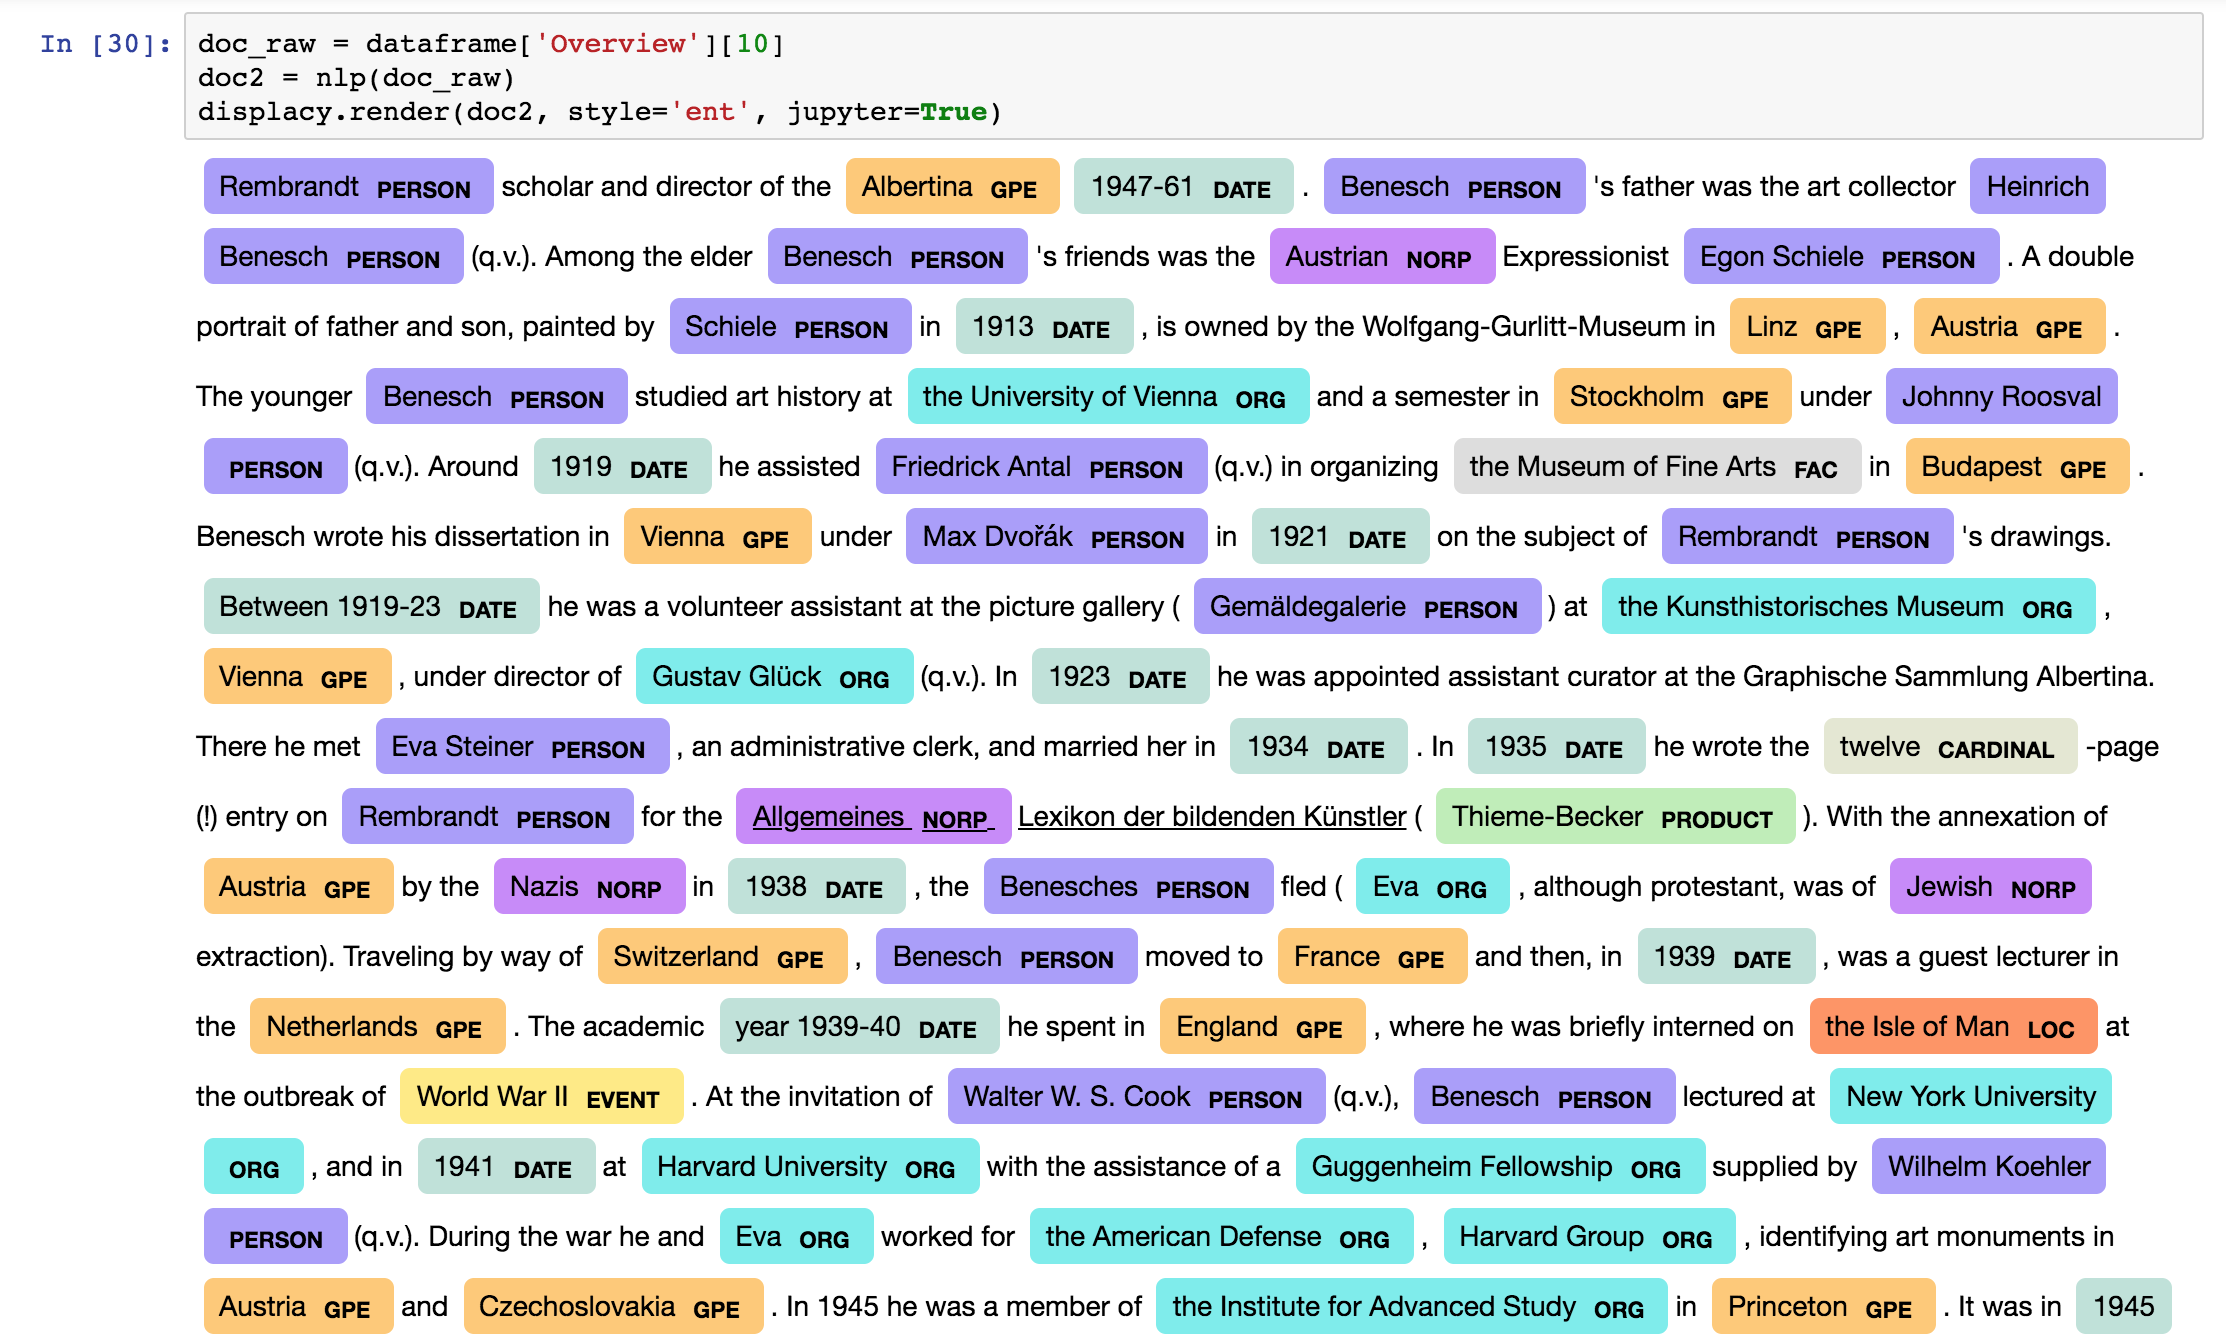 In [30]: doc_raw = dataframe['Overview'][10]
doc2 = nlp(doc_raw)
displacy.render(doc2, style='ent', jupyter=True)
Rembrandt PERSON scholar and director of the Albertina GPE 1947-61 DATE . Benesch PERSON 's father was the art collector Heinrich
Benesch PERSON (q.v.). Among the elder Benesch PERSON 's friends was the Austrian NORP Expressionist Egon Schiele PERSON . A double
portrait of father and son, painted by Schiele PERSON in 1913 DATE , is owned by the Wolfgang-Gurlitt-Museum in Linz GPE , Austria GPE .
The younger Benesch PERSON studied art history at the University of Vienna ORG and a semester in Stockholm GPE under Johnny Roosval
PERSON (q.v.). Around 1919 DATE he assisted Friedrick Antal PERSON (q.v.) in organizing the Museum of Fine Arts FAC in Budapest GPE .
Benesch wrote his dissertation in Vienna GPE under Max Dvořák PERSON in 1921 DATE on the subject of Rembrandt PERSON 's drawings.
Between 1919-23 DATE he was a volunteer assistant at the picture gallery ( Gemäldegalerie PERSON ) at the Kunsthistorisches Museum ORG ,
Vienna GPE , under director of Gustav Glück ORG (q.v.). In 1923 DATE he was appointed assistant curator at the Graphische Sammlung Albertina.
There he met Eva Steiner PERSON , an administrative clerk, and married her in 1934 DATE . In 1935 DATE he wrote the twelve CARDINAL -page
(!) entry on Rembrandt PERSON for the Allgemeines NORP Lexikon der bildenden Künstler ( Thieme-Becker PRODUCT ). With the annexation of
Austria GPE by the Nazis NORP in 1938 DATE , the Benesches PERSON fled ( Eva ORG , although protestant, was of Jewish NORP
extraction). Traveling by way of Switzerland GPE , Benesch PERSON moved to France GPE and then, in 1939 DATE , was a guest lecturer in
the Netherlands GPE . The academic year 1939-40 DATE he spent in England GPE , where he was briefly interned on the Isle of Man LOC at
the outbreak of World War II EVENT . At the invitation of Walter W. S. Cook PERSON (q.v.), Benesch PERSON lectured at New York University
ORG , and in 1941 DATE at Harvard University ORG with the assistance of a Guggenheim Fellowship ORG supplied by Wilhelm Koehler
PERSON (q.v.). During the war he and Eva ORG worked for the American Defense ORG , Harvard Group ORG , identifying art monuments in
Austria GPE and Czechoslovakia GPE . In 1945 he was a member of the Institute for Advanced Study ORG in Princeton GPE . It was in 1945